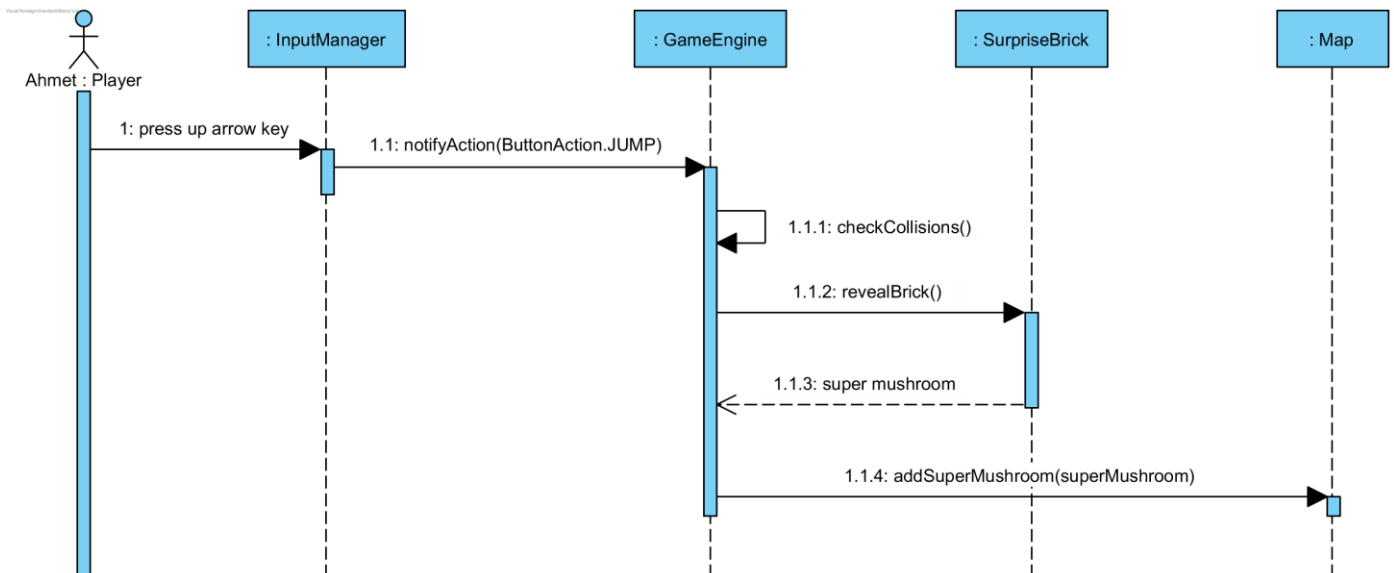 Ahmet : Player
: InputManager
: GameEngine
: SurpriseBrick
: Map
1: press up arrow key
1.1: notifyAction(ButtonAction.JUMP)
1.1.1: checkCollisions()
1.1.2: revealBrick()
1.1.3: super mushroom
1.1.4: addSuperMushroom(superMushroom)